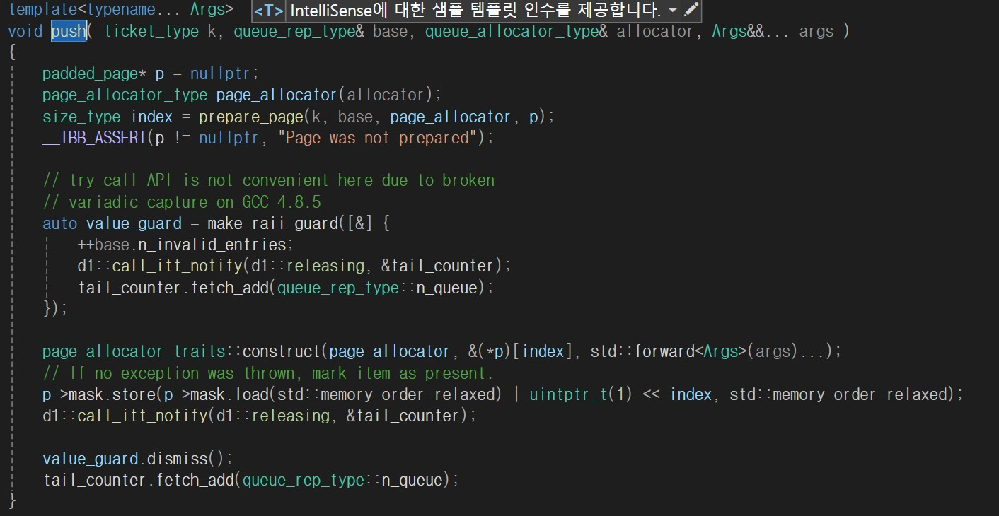 template<typename... Args> <T> IntelliSense에 대한 샘플 템플릿 인수를 제공합니다.
void push( ticket_type k, queue_rep_type& base, queue_allocator_type& allocator, Args&&... args )
{
    padded_page* p = nullptr;
    page_allocator_type page_allocator(allocator);
    size_type index = prepare_page(k, base, page_allocator, p);
    __TBB_ASSERT(p != nullptr, "Page was not prepared");
    // try_call API is not convenient here due to broken
    // variadic capture on GCC 4.8.5
    auto value_guard = make_raii_guard([&] {
        ++base.n_invalid_entries;
        d1::call_itt_notify(d1::releasing, &tail_counter);
        tail_counter.fetch_add(queue_rep_type::n_queue);
    });
    page_allocator_traits::construct(page_allocator, &(*p)[index], std::forward<Args>(args)...);
    // If no exception was thrown, mark item as present.
    p->mask.store(p->mask.load(std::memory_order_relaxed) | uintptr_t(1) << index, std::memory_order_relaxed);
    d1::call_itt_notify(d1::releasing, &tail_counter);
    value_guard.dismiss();
    tail_counter.fetch_add(queue_rep_type::n_queue);
}